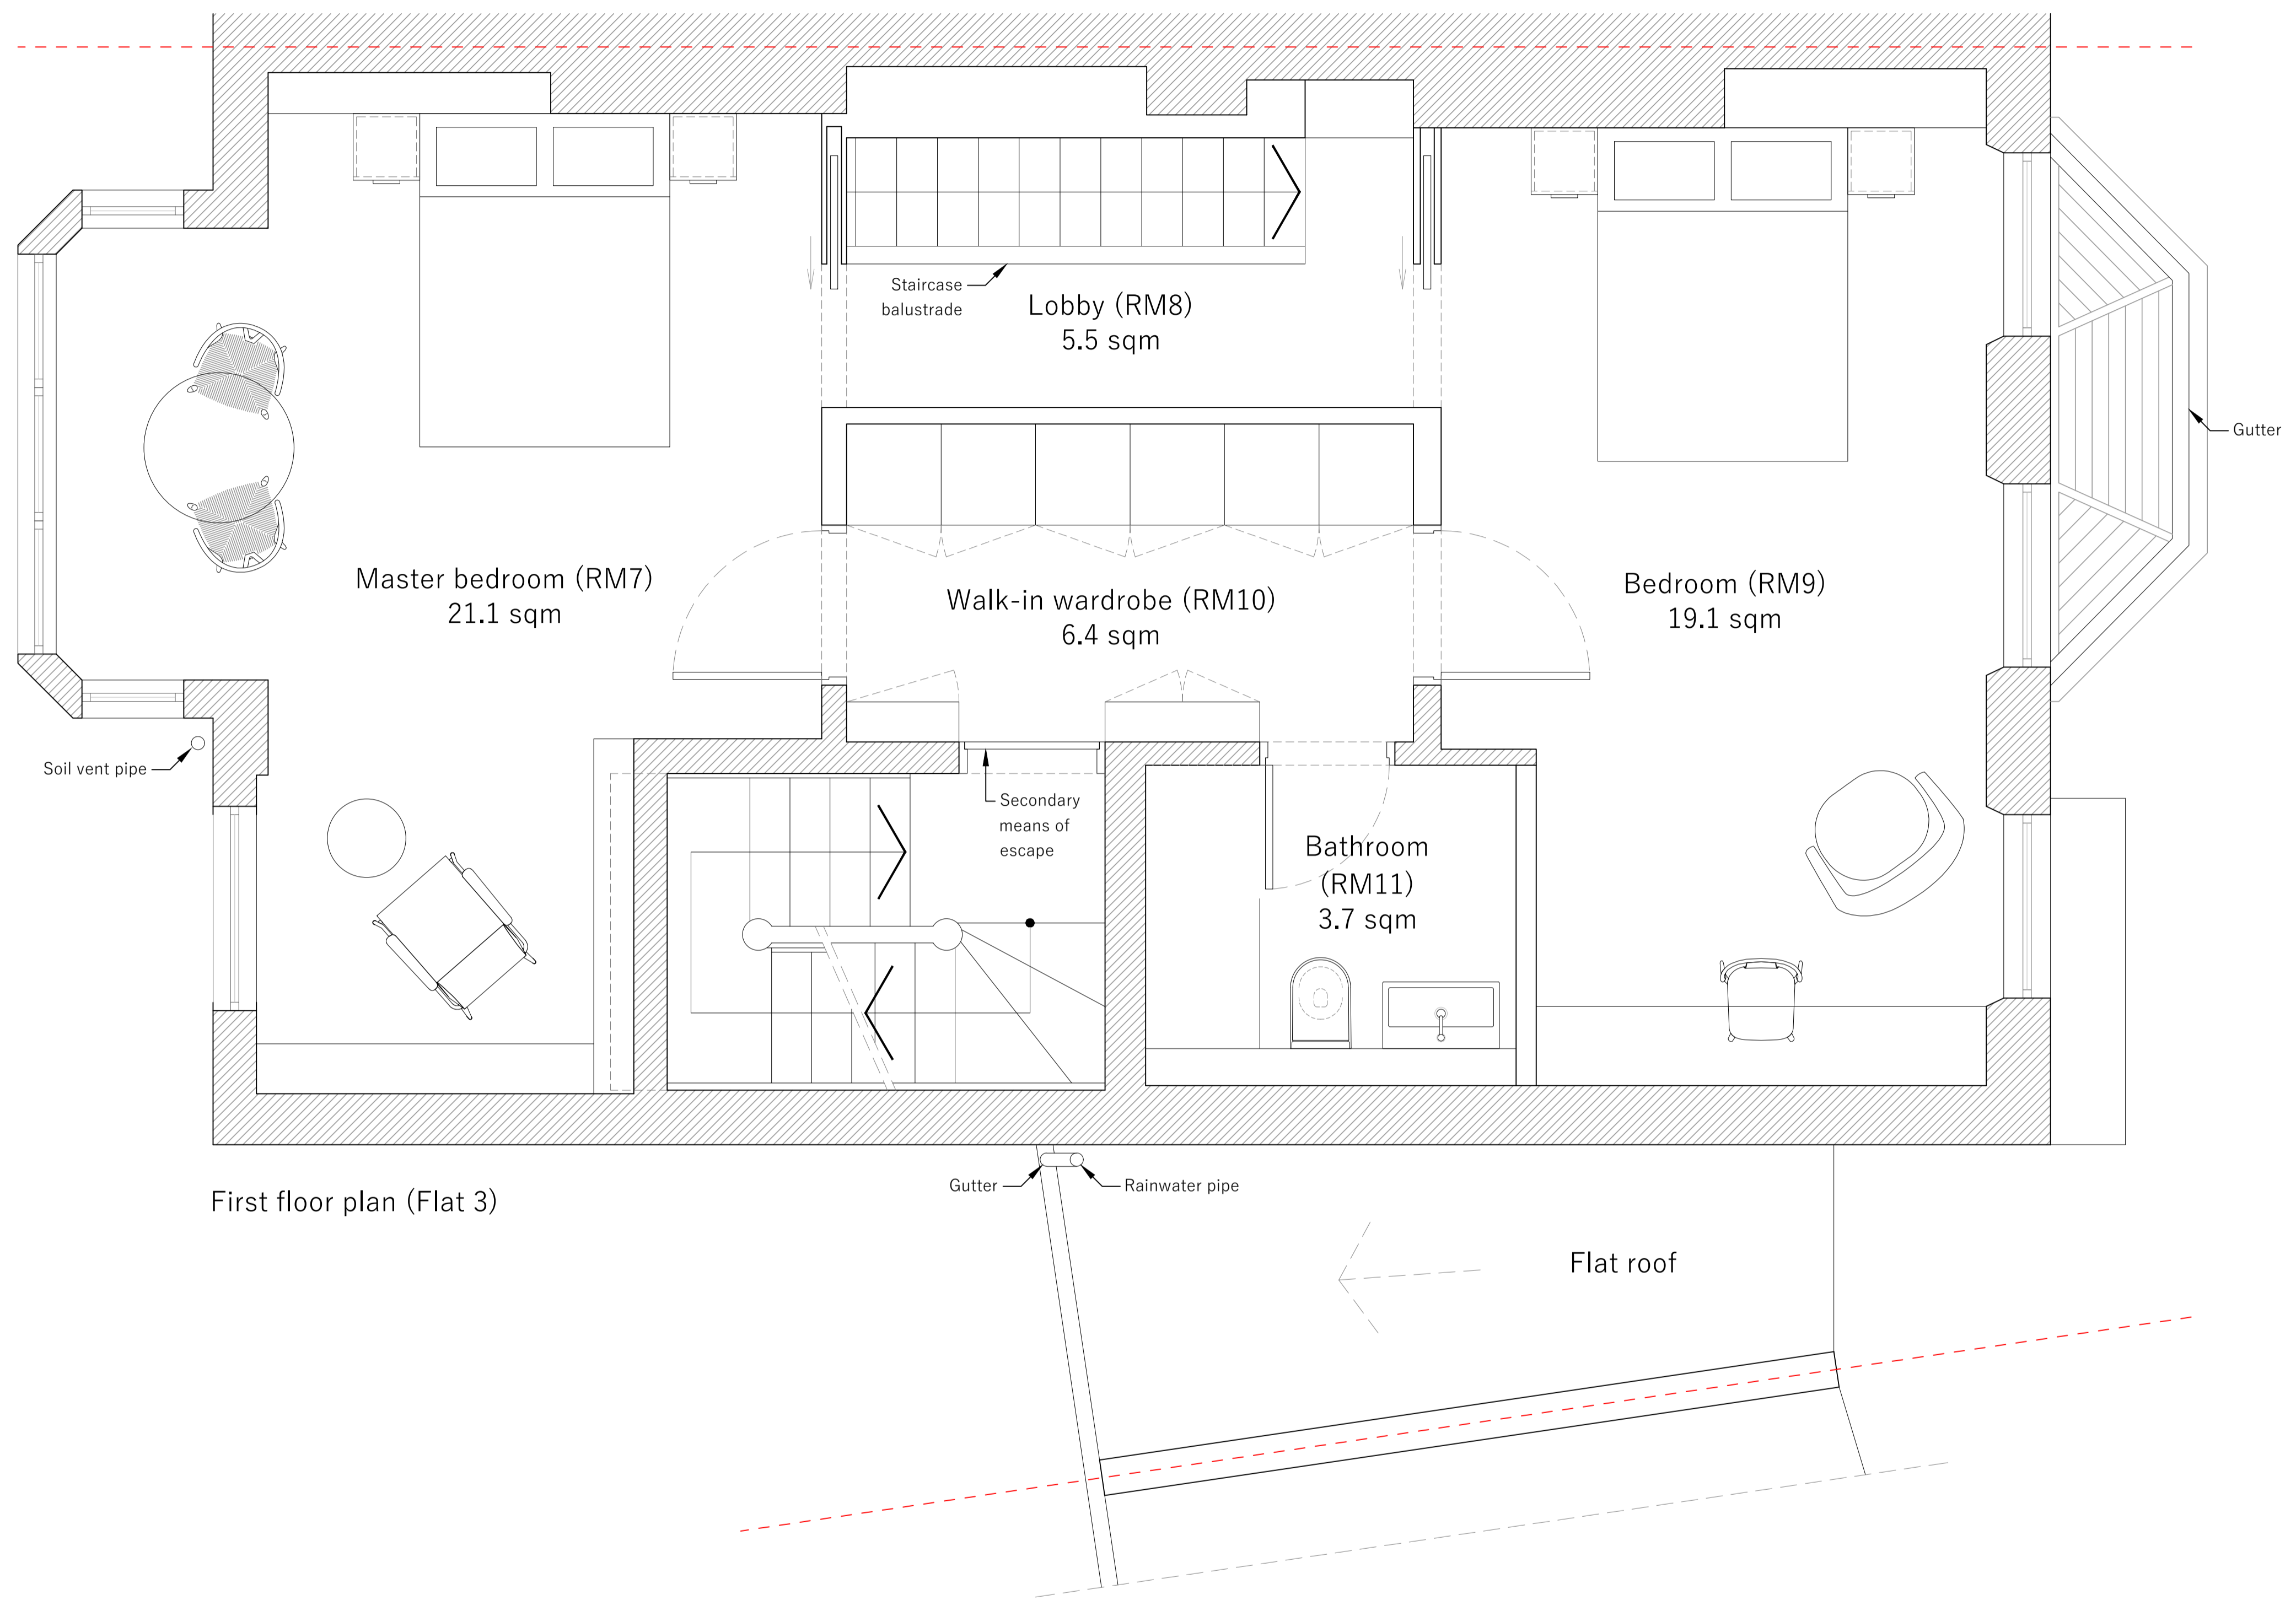 Staircase
balustrade
Lobby (RM8)
5.5 sqm
Gutter
Master bedroom (RM7)
21.1 sqm
Walk-in wardrobe (RM10)
6.4 sqm
Bedroom (RM9)
19.1 sqm
Soil vent pipe
Secondary
means of
escape
Bathroom
(RM11)
3.7 sqm
Gutter
Rainwater pipe
First floor plan (Flat 3)
Flat roof